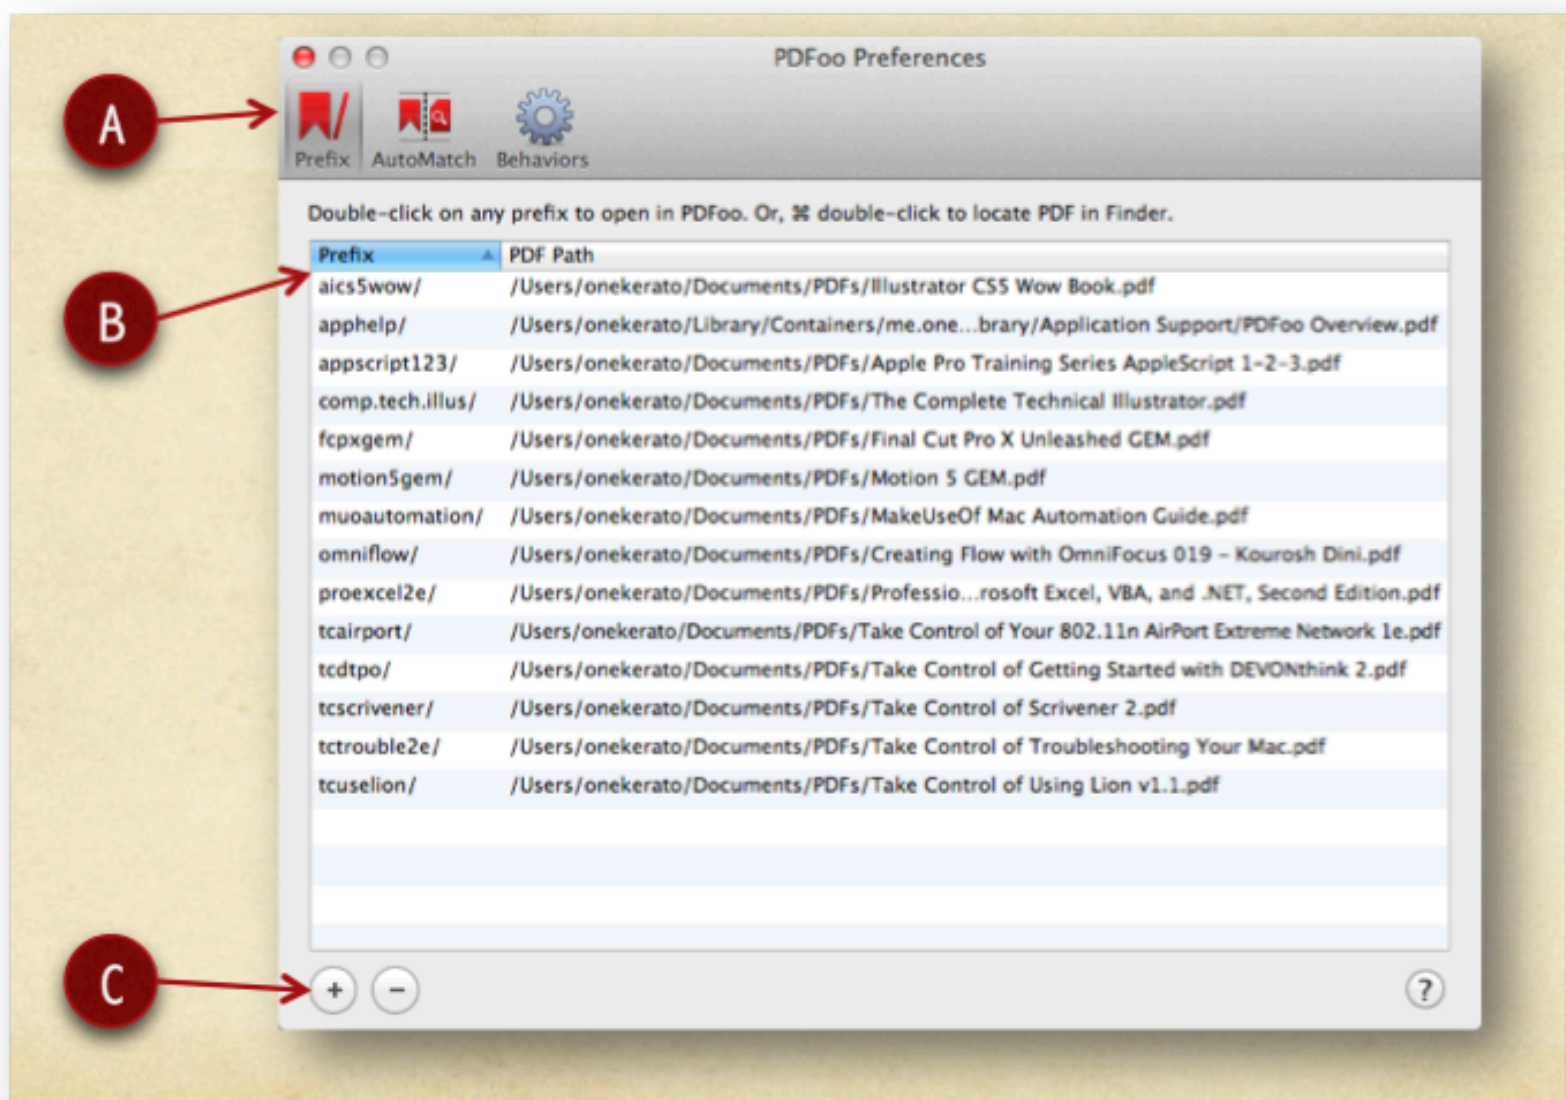 PDFoo Preferences
A
Prefix AutoMatch Behaviors
Double-click on any prefix to open in PDFoo. Or, ⌘ double-click to locate PDF in Finder.
Prefix PDF Path
B
aics5wow/ /Users/onekerato/Documents/PDFs/Illustrator CS5 Wow Book.pdf
apphelp/ /Users/onekerato/Library/Containers/me.one...brary/Application Support/PDFoo Overview.pdf
appscript123/ /Users/onekerato/Documents/PDFs/Apple Pro Training Series AppleScript 1-2-3.pdf
comp.tech.illus/ /Users/onekerato/Documents/PDFs/The Complete Technical Illustrator.pdf
fcpxgem/ /Users/onekerato/Documents/PDFs/Final Cut Pro X Unleashed GEM.pdf
motion5gem/ /Users/onekerato/Documents/PDFs/Motion 5 GEM.pdf
muoautomation/ /Users/onekerato/Documents/PDFs/MakeUseOf Mac Automation Guide.pdf
omniflow/ /Users/onekerato/Documents/PDFs/Creating Flow with OmniFocus 019 – Kourosh Dini.pdf
proexcel2e/ /Users/onekerato/Documents/PDFs/Professio...rosoft Excel, VBA, and .NET, Second Edition.pdf
tcairport/ /Users/onekerato/Documents/PDFs/Take Control of Your 802.11n AirPort Extreme Network 1e.pdf
tcdtpo/ /Users/onekerato/Documents/PDFs/Take Control of Getting Started with DEVONthink 2.pdf
tcscrivener/ /Users/onekerato/Documents/PDFs/Take Control of Scrivener 2.pdf
tctrouble2e/ /Users/onekerato/Documents/PDFs/Take Control of Troubleshooting Your Mac.pdf
tcuselion/ /Users/onekerato/Documents/PDFs/Take Control of Using Lion v1.1.pdf
C
+ − ?